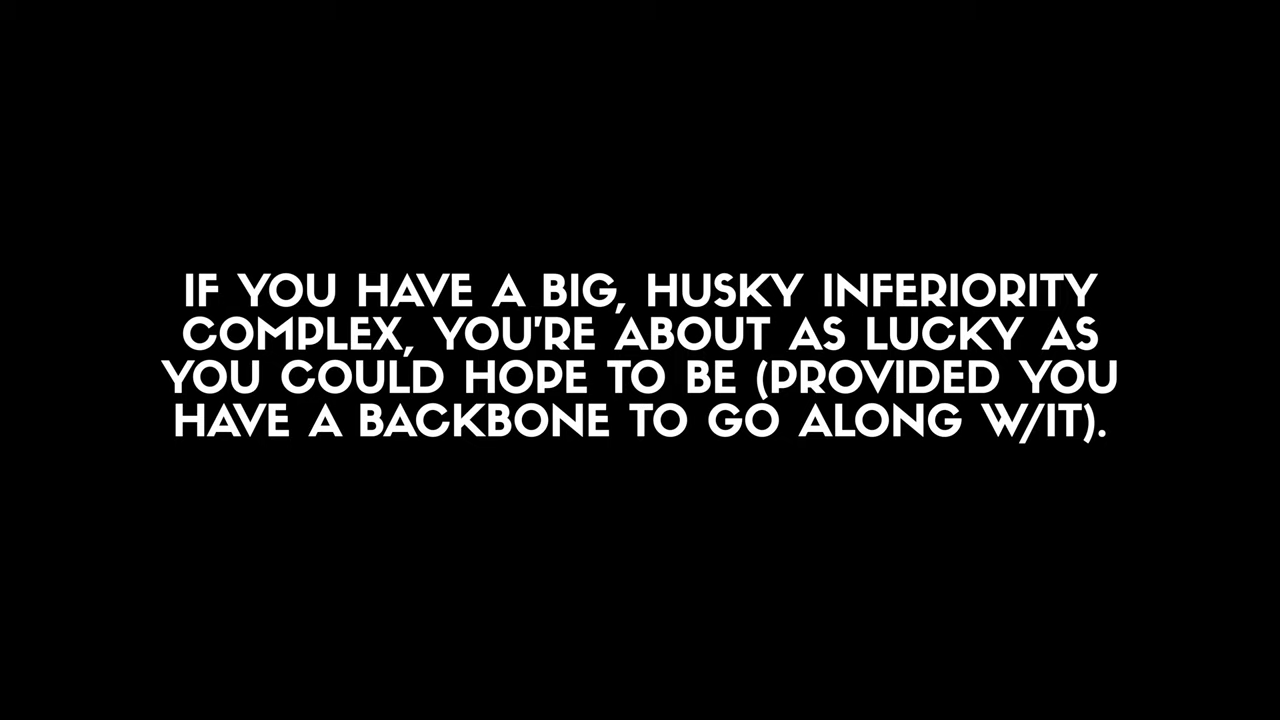 IF YOU HAVE A BIG, HUSKY INFERIORITY
COMPLEX, YOU'RE ABOUT AS LUCKY AS
YOU COULD HOPE TO BE (PROVIDED YOU
HAVE A BACKBONE TO GO ALONG W/IT).